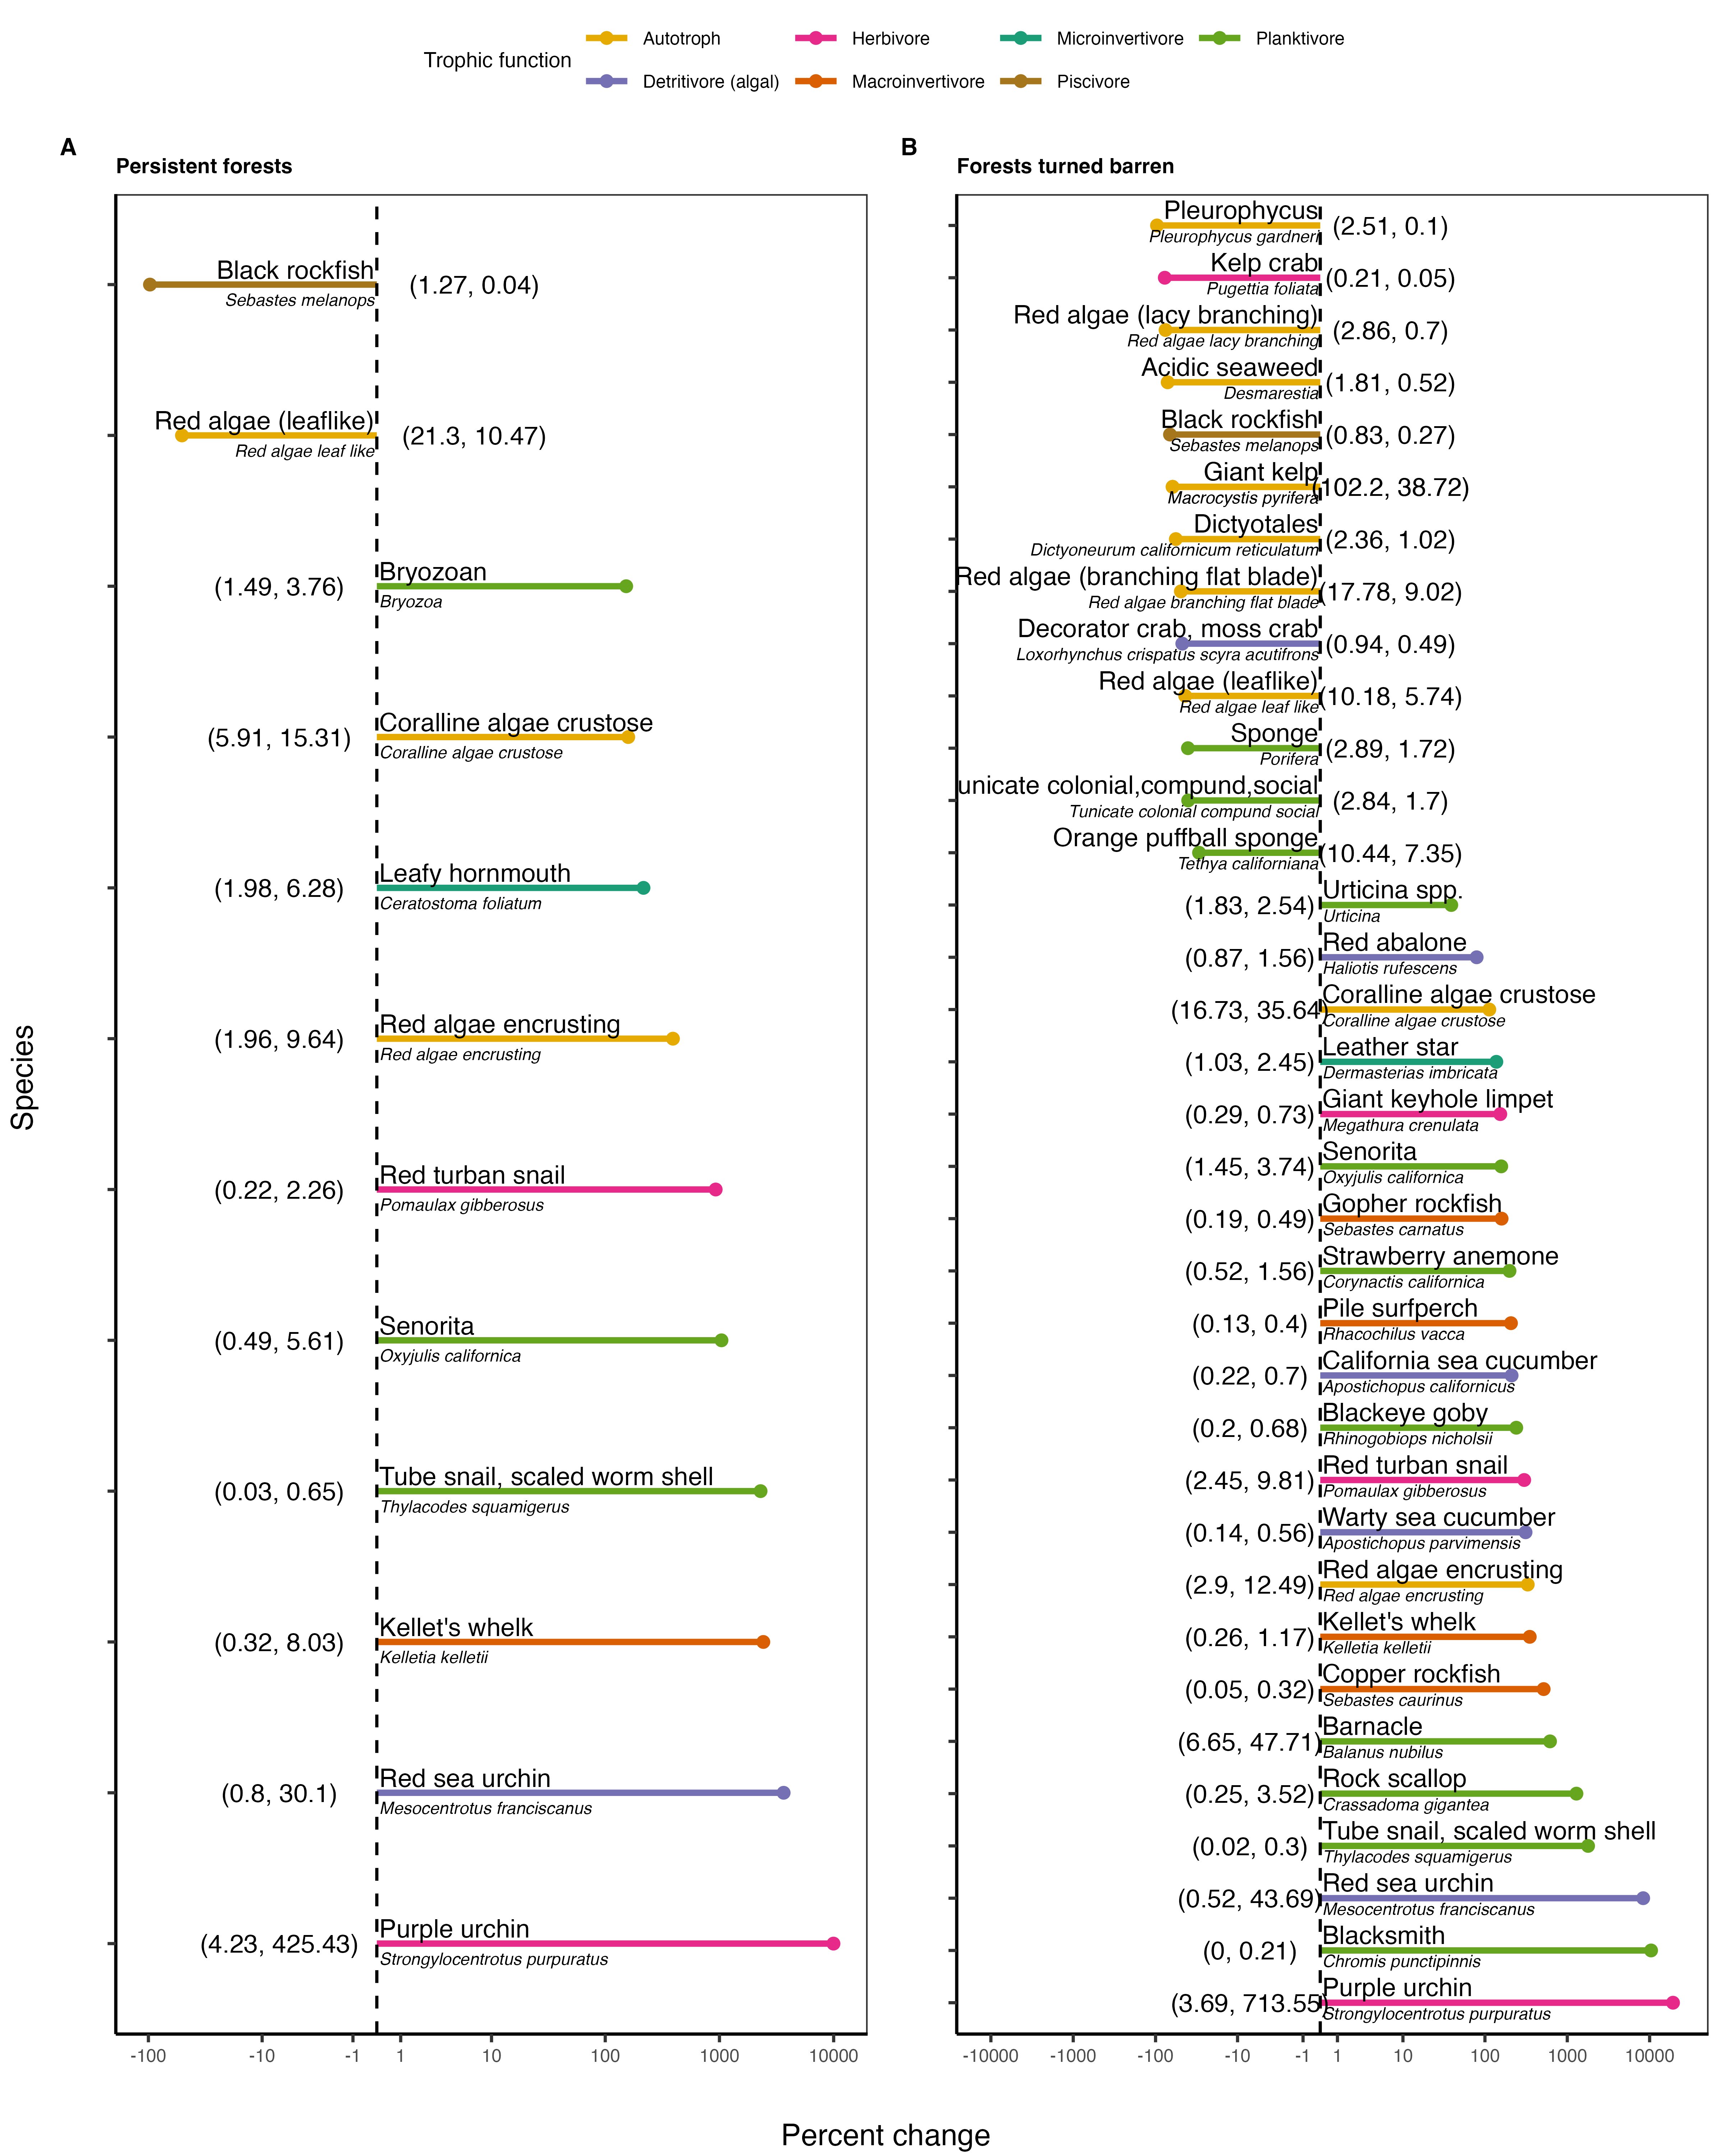 Trophic function
Autotroph
Herbivore
Microinvertivore
Planktivore
Detritivore (algal)
Macroinvertivore
Piscivore
A
Persistent forests
Species
Black rockfish
Sebastes melanops
(1.27, 0.04)
Red algae (leaflike)
Red algae leaf like
(21.3, 10.47)
(1.49, 3.76)
Bryozoan
Bryozoa
(5.91, 15.31)
Coralline algae crustose
Coralline algae crustose
(1.98, 6.28)
Leafy hornmouth
Ceratostoma foliatum
(1.96, 9.64)
Red algae encrusting
Red algae encrusting
(0.22, 2.26)
Red turban snail
Pomaulax gibberosus
(0.49, 5.61)
Senorita
Oxyjulis californica
(0.03, 0.65)
Tube snail, scaled worm shell
Thylacodes squamigerus
(0.32, 8.03)
Kellet's whelk
Kelletia kelletii
(0.8, 30.1)
Red sea urchin
Mesocentrotus franciscanus
(4.23, 425.43)
Purple urchin
Strongylocentrotus purpuratus
-100 -10 -1 1 10 100 1000 10000
B
Forests turned barren
Pleurophycus
Pleurophycus gardneri
(2.51, 0.1)
Kelp crab
Pugettia foliata
(0.21, 0.05)
Red algae (lacy branching)
Red algae lacy branching
(2.86, 0.7)
Acidic seaweed
Desmarestia
(1.81, 0.52)
Black rockfish
Sebastes melanops
(0.83, 0.27)
Giant kelp
Macrocystis pyrifera
(102.2, 38.72)
Dictyotales
Dictyoneurum californicum reticulatum
(2.36, 1.02)
Red algae (branching flat blade)
Red algae branching flat blade
(17.78, 9.02)
Decorator crab, moss crab
Loxorhynchus crispatus scyra acutifrons
(0.94, 0.49)
Red algae (leaflike)
Red algae leaf like
(10.18, 5.74)
Sponge
Porifera
(2.89, 1.72)
unicate colonial,compund,social
Tunicate colonial compund social
(2.84, 1.7)
Orange puffball sponge
Tethya californiana
(10.44, 7.35)
(1.83, 2.54)
Urticina spp.
Urticina
(0.87, 1.56)
Red abalone
Haliotis rufescens
(16.73, 35.64)
Coralline algae crustose
Coralline algae crustose
(1.03, 2.45)
Leather star
Dermasterias imbricata
(0.29, 0.73)
Giant keyhole limpet
Megathura crenulata
(1.45, 3.74)
Senorita
Oxyjulis californica
(0.19, 0.49)
Gopher rockfish
Sebastes carnatus
(0.52, 1.56)
Strawberry anemone
Corynactis californica
(0.13, 0.4)
Pile surfperch
Rhacochilus vacca
(0.22, 0.7)
California sea cucumber
Apostichopus californicus
(0.2, 0.68)
Blackeye goby
Rhinogobiops nicholsii
(2.45, 9.81)
Red turban snail
Pomaulax gibberosus
(0.14, 0.56)
Warty sea cucumber
Apostichopus parvimensis
(2.9, 12.49)
Red algae encrusting
Red algae encrusting
(0.26, 1.17)
Kellet's whelk
Kelletia kelletii
(0.05, 0.32)
Copper rockfish
Sebastes caurinus
(6.65, 47.71)
Barnacle
Balanus nubilus
(0.25, 3.52)
Rock scallop
Crassadoma gigantea
(0.02, 0.3)
Tube snail, scaled worm shell
Thylacodes squamigerus
(0.52, 43.69)
Red sea urchin
Mesocentrotus franciscanus
(0, 0.21)
Blacksmith
Chromis punctipinnis
(3.69, 713.55)
Purple urchin
Strongylocentrotus purpuratus
-10000 -1000 -100 -10 -1 1 10 100 1000 10000
Percent change